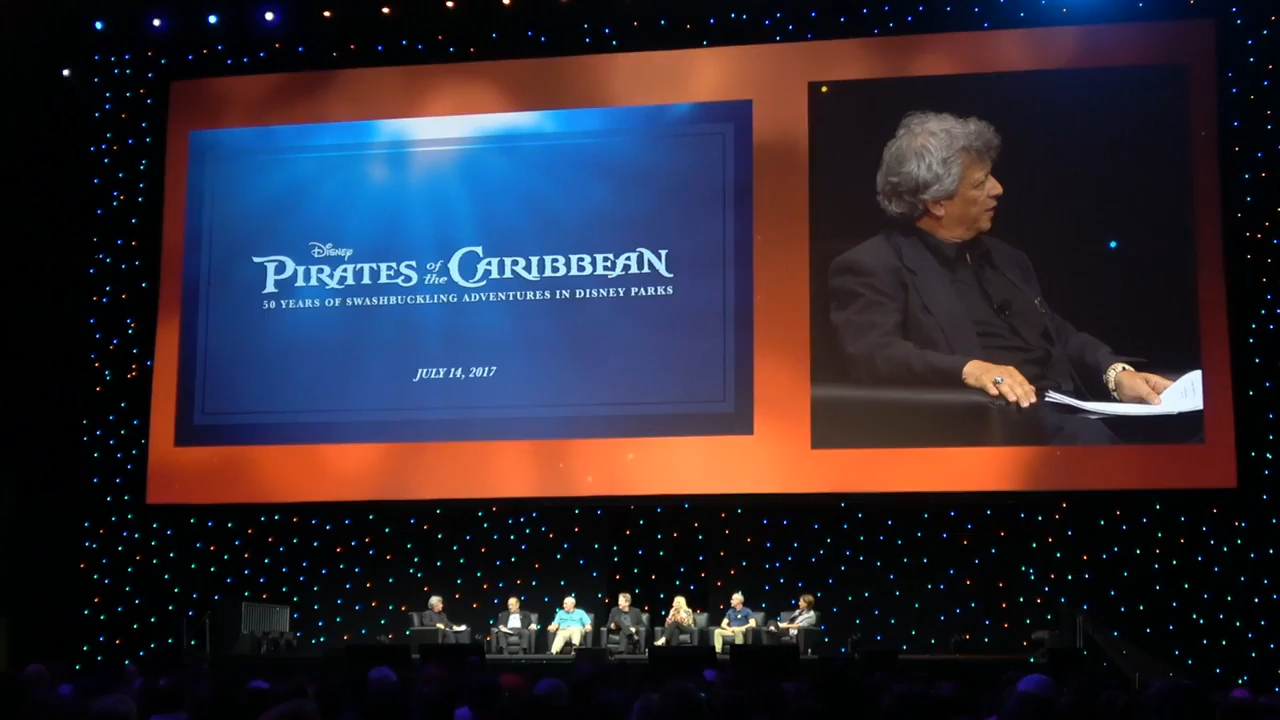 Disney
PIRATES of the CARIBBEAN
50 YEARS OF SWASHBUCKLING ADVENTURES IN DISNEY PARKS
JULY 14, 2017